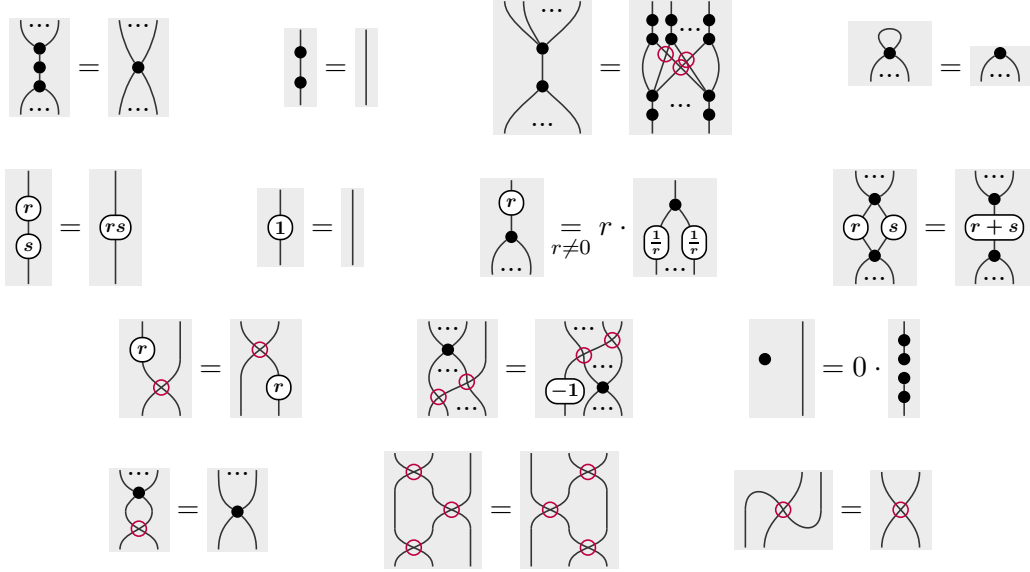 ⋯ ⋯ = ⋯ ⋯
=
⋯ ⋯ = ⋯ ⋯
⋯ = ⋯
r s = rs
1 =
r ⋯ = r≠0 r · 1/r 1/r ⋯
⋯ r s ⋯ = ⋯ r + s ⋯
r = r
⋯ ⋯ ⋯ = ⋯ ⋯ −1 ⋯
= 0 ·
⋯ = ⋯
=
=